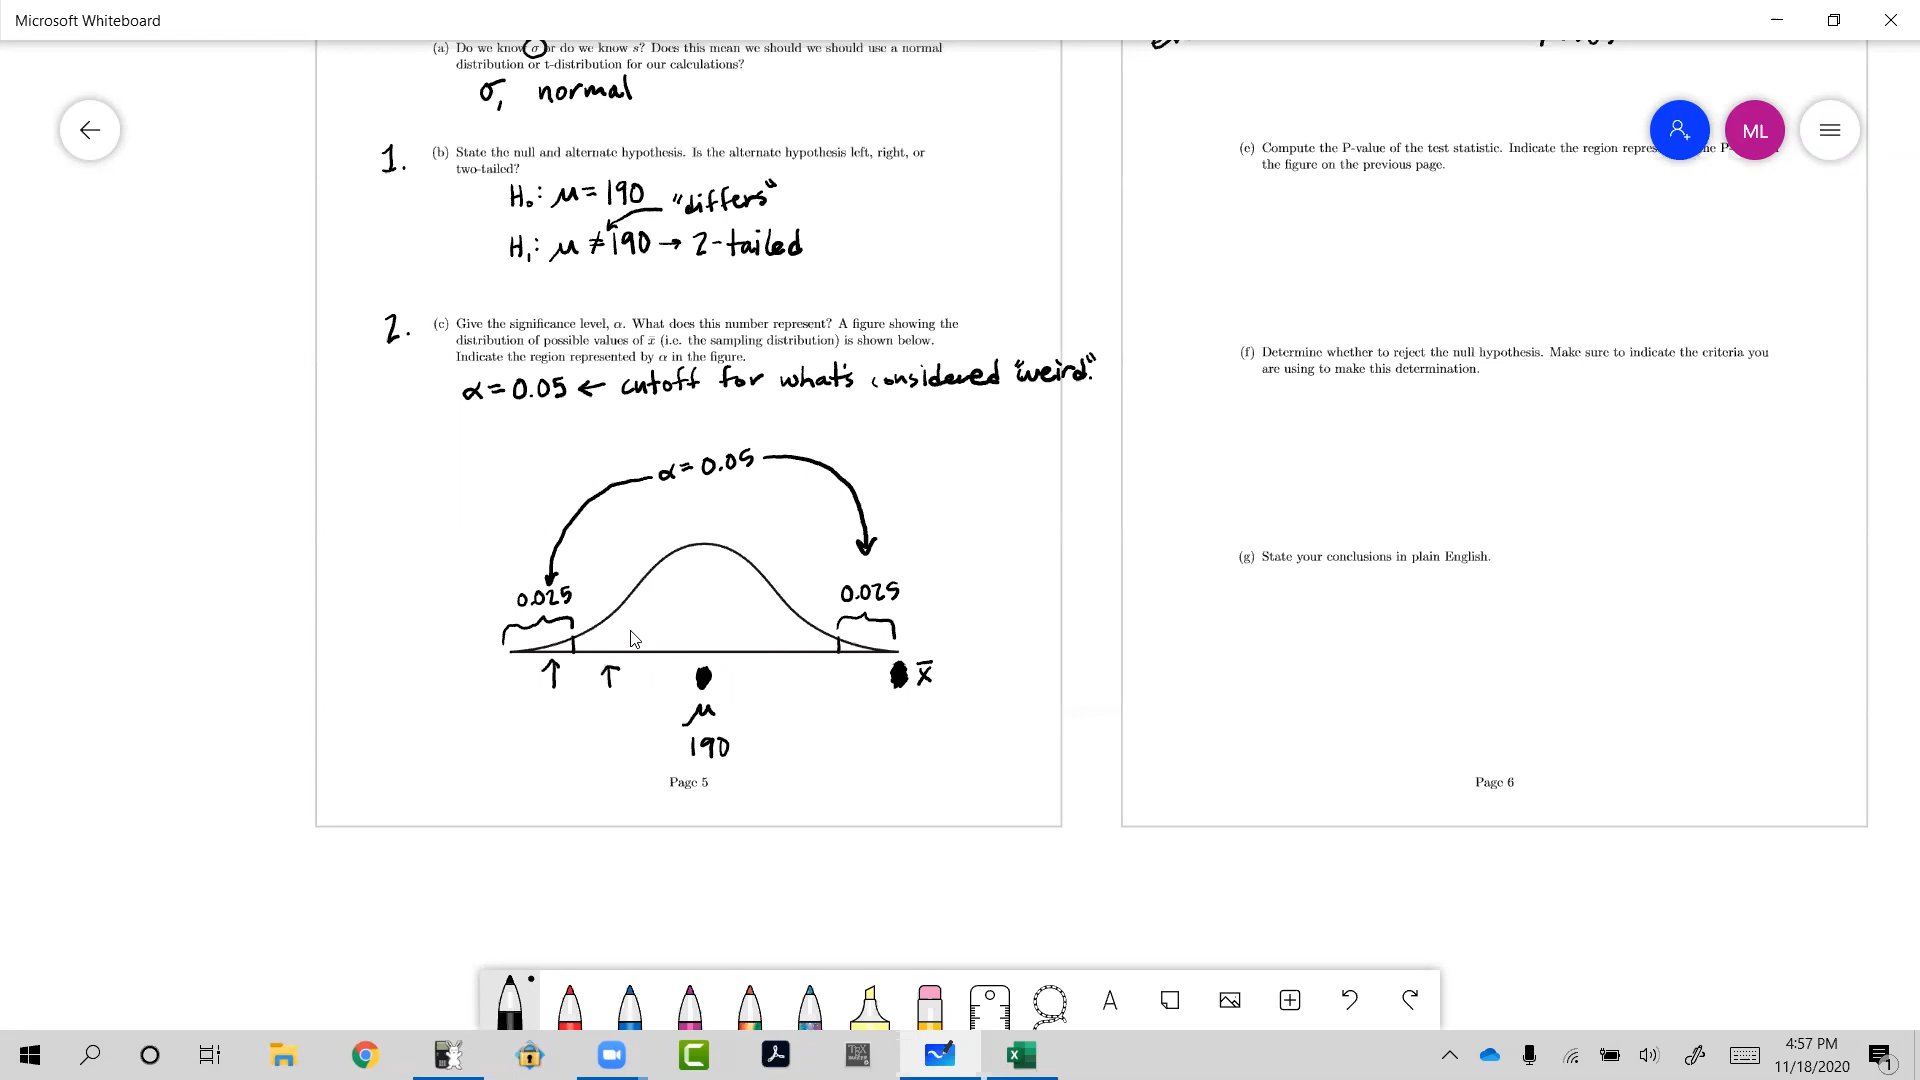 Microsoft Whiteboard
(a) Do we know σ or do we know s? Does this mean we should we should use a normal
distribution or t-distribution for our calculations?
σ, normal
1.
(b) State the null and alternate hypothesis. Is the alternate hypothesis left, right, or
two-tailed?
H₀: μ = 190 "differs"
H₁: μ ≠ 190 → 2-tailed
2.
(c) Give the significance level, α. What does this number represent? A figure showing the
distribution of possible values of x̄ (i.e. the sampling distribution) is shown below.
Indicate the region represented by α in the figure.
α = 0.05 ← cutoff for what's considered "weird."
α = 0.05
0.025 0.025
x̄
μ
190
Page 5
ML
(e) Compute the P-value of the test statistic. Indicate the region
the figure on the previous page.
(f) Determine whether to reject the null hypothesis. Make sure to indicate the criteria you
are using to make this determination.
(g) State your conclusions in plain English.
Page 6
4:57 PM
11/18/2020
1